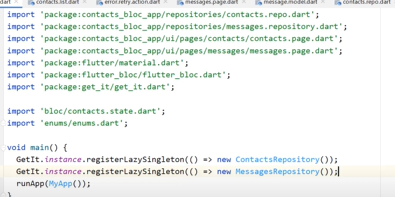 dart contacts.list.dart error.retry.action.dart messages.page.dart message.model.dart contacts.repo.dart
import 'package:contacts_bloc_app/repositories/contacts.repo.dart';
import 'package:contacts_bloc_app/repositories/messages.repository.dart';
import 'package:contacts_bloc_app/ui/pages/contacts/contacts.page.dart';
import 'package:contacts_bloc_app/ui/pages/messages/messages.page.dart';
import 'package:flutter/material.dart';
import 'package:flutter_bloc/flutter_bloc.dart';
import 'package:get_it/get_it.dart';
import 'bloc/contacts.state.dart';
import 'enums/enums.dart';
void main() {
GetIt.instance.registerLazySingleton(() => new ContactsRepository());
GetIt.instance.registerLazySingleton(() => new MessagesRepository());
runApp(MyApp());
}